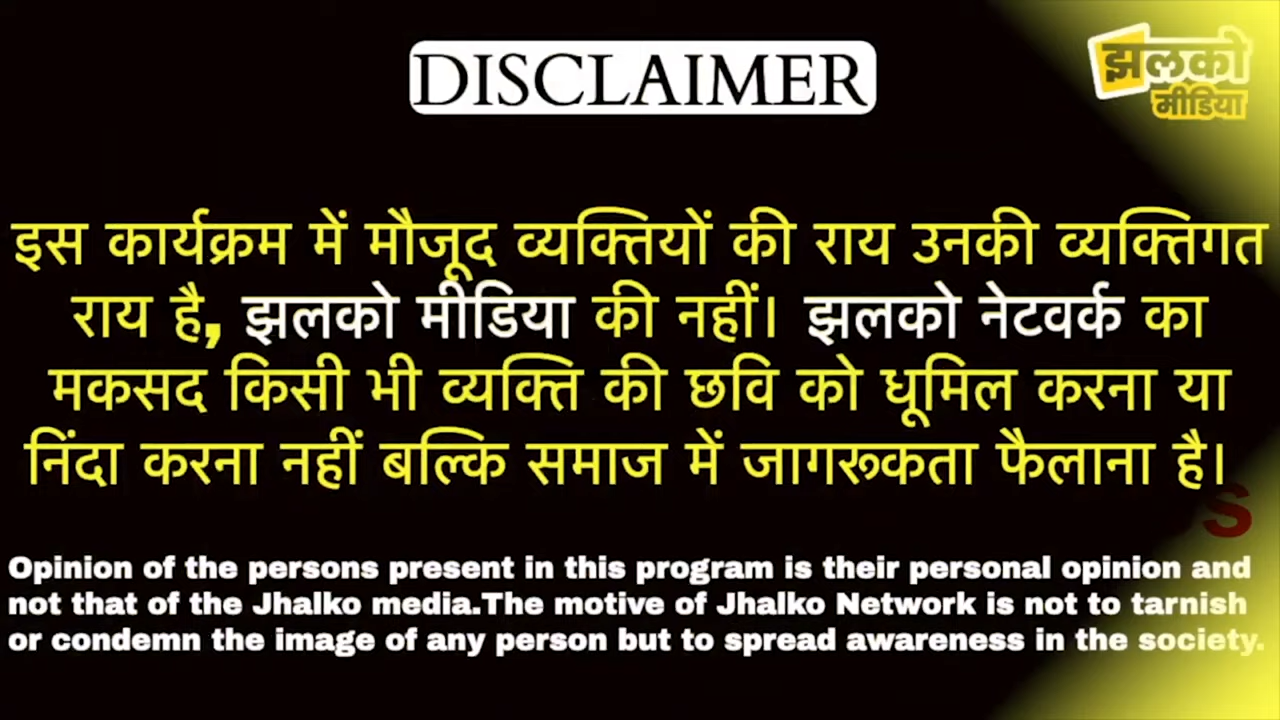 DISCLAIMER
झलको
मीडिया
इस कार्यक्रम में मौजूद व्यक्तियों की राय उनकी व्यक्तिगत
राय है, झलको मीडिया की नहीं। झलको नेटवर्क का
मकसद किसी भी व्यक्ति की छवि को धूमिल करना या
निंदा करना नहीं बल्कि समाज में जागरूकता फैलाना है।
S
Opinion of the persons present in this program is their personal opinion and
not that of the Jhalko media.The motive of Jhalko Network is not to tarnish
or condemn the image of any person but to spread awareness in the society.